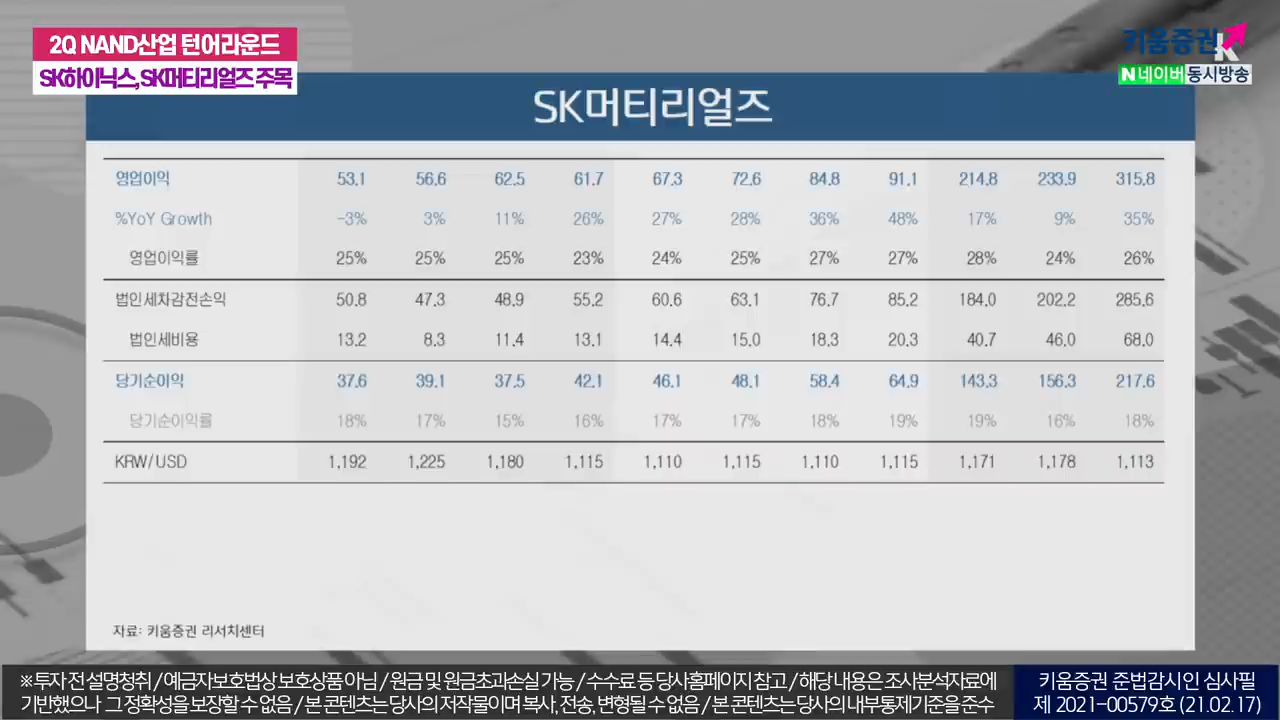 2Q NAND산업 턴어라운드
SK하이닉스, SK머티리얼즈 주목
키움증권
N 네이버 동시방송
SK머티리얼즈
영업이익 53.1 56.6 62.5 61.7 67.3 72.6 84.8 91.1 214.8 233.9 315.8
%YoY Growth -3% 3% 11% 26% 27% 28% 36% 48% 17% 9% 35%
영업이익률 25% 25% 25% 23% 24% 25% 27% 27% 28% 24% 26%
법인세차감전손익 50.8 47.3 48.9 55.2 60.6 63.1 76.7 85.2 184.0 202.2 285.6
법인세비용 13.2 8.3 11.4 13.1 14.4 15.0 18.3 20.3 40.7 46.0 68.0
당기순이익 37.6 39.1 37.5 42.1 46.1 48.1 58.4 64.9 143.3 156.3 217.6
당기순이익률 18% 17% 15% 16% 17% 17% 18% 19% 19% 16% 18%
KRW/USD 1,192 1,225 1,180 1,115 1,110 1,115 1,110 1,115 1,171 1,178 1,113
자료: 키움증권 리서치센터
※ 투자 전 설명청취 / 예금자보호법상 보호상품 아님 / 원금 및 원금초과손실 가능 / 수수료 등 당사홈페이지 참고 / 해당 내용은 조사분석자료에
기반했으나 그 정확성을 보장할 수 없음 / 본 콘텐츠는 당사의 저작물이며 복사, 전송, 변형될 수 없음 / 본 콘텐츠는 당사의 내부통제기준을 준수
키움증권 준법감시인 심사필
제 2021-00579호 (21.02.17)